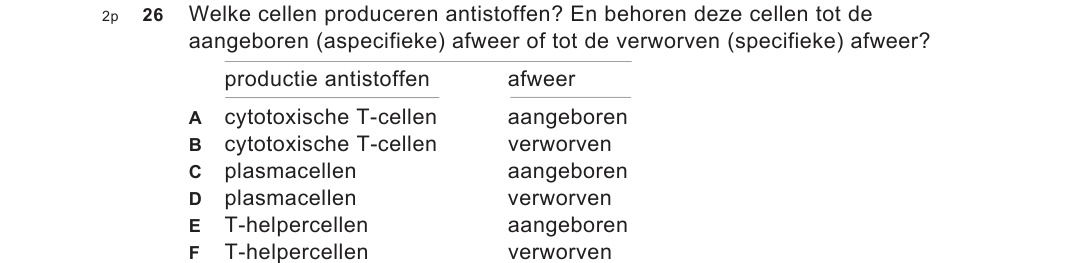 2p 26 Welke cellen produceren antistoffen? En behoren deze cellen tot de
aangeboren (aspecifieke) afweer of tot de verworven (specifieke) afweer?
productie antistoffen afweer
A cytotoxische T-cellen aangeboren
B cytotoxische T-cellen verworven
C plasmacellen aangeboren
D plasmacellen verworven
E T-helpercellen aangeboren
F T-helpercellen verworven